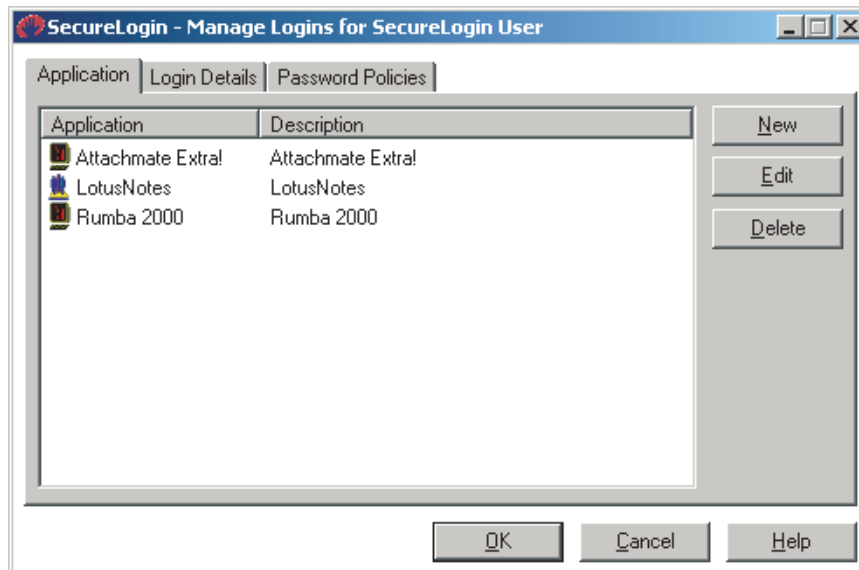 SecureLogin - Manage Logins for SecureLogin User
Application Login Details Password Policies
Application Description
Attachmate Extra! Attachmate Extra!
LotusNotes LotusNotes
Rumba 2000 Rumba 2000
New
Edit
Delete
OK Cancel Help